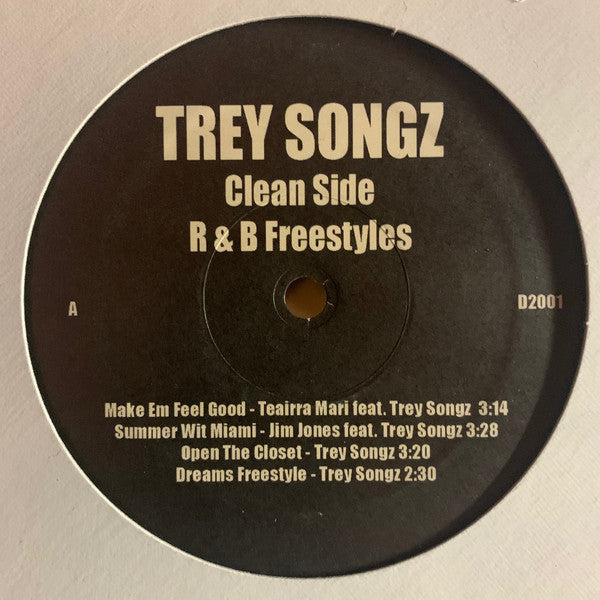 TREY SONGZ
Clean Side
R & B Freestyles
A
D2001
Make Em Feel Good - Teairra Mari feat. Trey Songz 3:14
Summer Wit Miami - Jim Jones feat. Trey Songz 3:28
Open The Closet - Trey Songz 3:20
Dreams Freestyle - Trey Songz 2:30